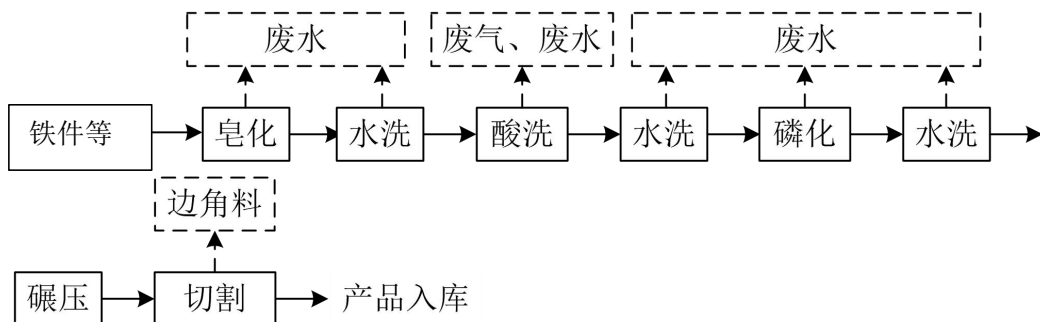 废水 废气、废水 废水
铁件等 皂化 水洗 酸洗 水洗 磷化 水洗
边角料
碾压 切割 产品入库